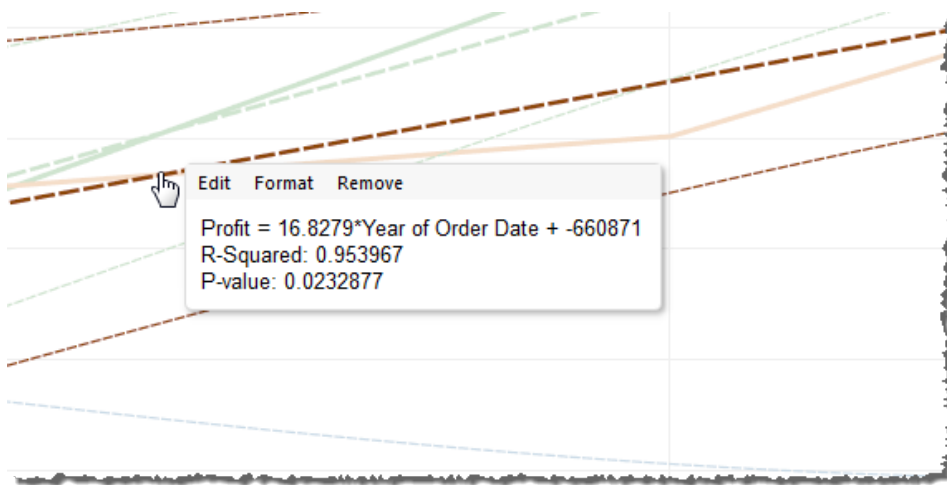 Edit Format Remove
Profit = 16.8279*Year of Order Date + -660871
R-Squared: 0.953967
P-value: 0.0232877